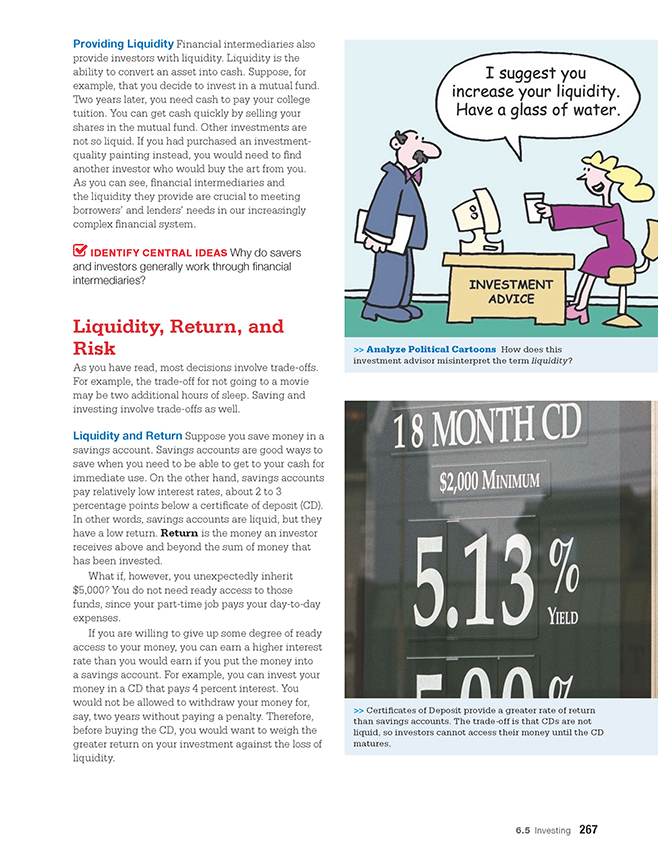 Providing Liquidity Financial intermediaries also
provide investors with liquidity. Liquidity is the
ability to convert an asset into cash. Suppose, for
example, that you decide to invest in a mutual fund.
Two years later, you need cash to pay your college
tuition. You can get cash quickly by selling your
shares in the mutual fund. Other investments are
not so liquid. If you had purchased an investment-
quality painting instead, you would need to find
another investor who would buy the art from you.
As you can see, financial intermediaries and
the liquidity they provide are crucial to meeting
borrowers’ and lenders’ needs in our increasingly
complex financial system.
IDENTIFY CENTRAL IDEAS Why do savers
and investors generally work through financial
intermediaries?
Liquidity, Return, and
Risk
As you have read, most decisions involve trade-offs.
For example, the trade-off for not going to a movie
may be two additional hours of sleep. Saving and
investing involve trade-offs as well.
Liquidity and Return Suppose you save money in a
savings account. Savings accounts are good ways to
save when you need to be able to get to your cash for
immediate use. On the other hand, savings accounts
pay relatively low interest rates, about 2 to 3
percentage points below a certificate of deposit (CD).
In other words, savings accounts are liquid, but they
have a low return. Return is the money an investor
receives above and beyond the sum of money that
has been invested.
What if, however, you unexpectedly inherit
$5,000? You do not need ready access to those
funds, since your part-time job pays your day-to-day
expenses.
If you are willing to give up some degree of ready
access to your money, you can earn a higher interest
rate than you would earn if you put the money into
a savings account. For example, you can invest your
money in a CD that pays 4 percent interest. You
would not be allowed to withdraw your money for,
say, two years without paying a penalty. Therefore,
before buying the CD, you would want to weigh the
greater return on your investment against the loss of
liquidity.
I suggest you
increase your liquidity.
Have a glass of water.
INVESTMENT
ADVICE
>> Analyze Political Cartoons How does this
investment advisor misinterpret the term liquidity?
18 MONTH CD
$2,000 MINIMUM
5.13 %
YIELD
>> Certificates of Deposit provide a greater rate of return
than savings accounts. The trade-off is that CDs are not
liquid, so investors cannot access their money until the CD
matures.
6.5 Investing 267